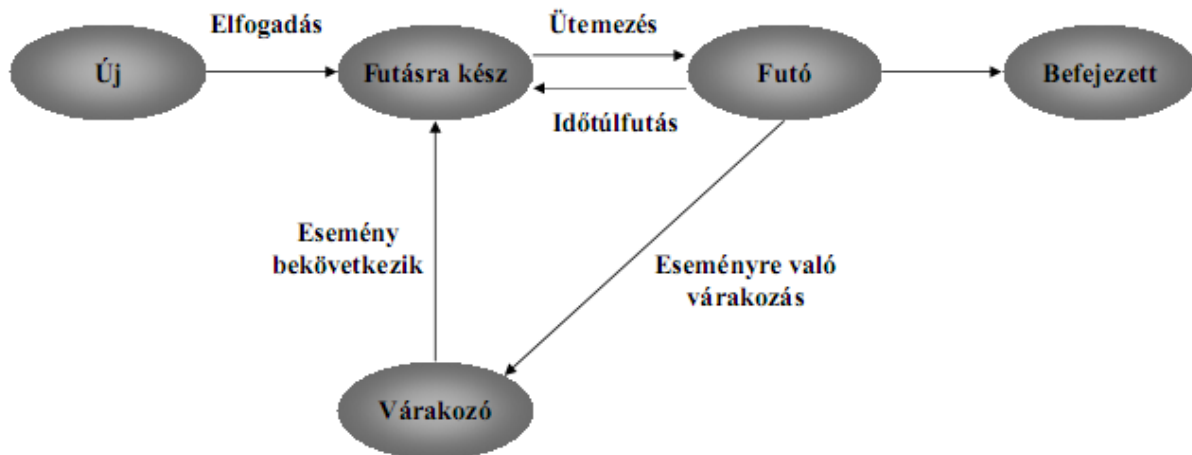 Elfogadás
Ütemezés
Új
Futásra kész
Futó
Befejezett
Időtúlfutás
Esemény
bekövetkezik
Eseményre való
várakozás
Várakozó